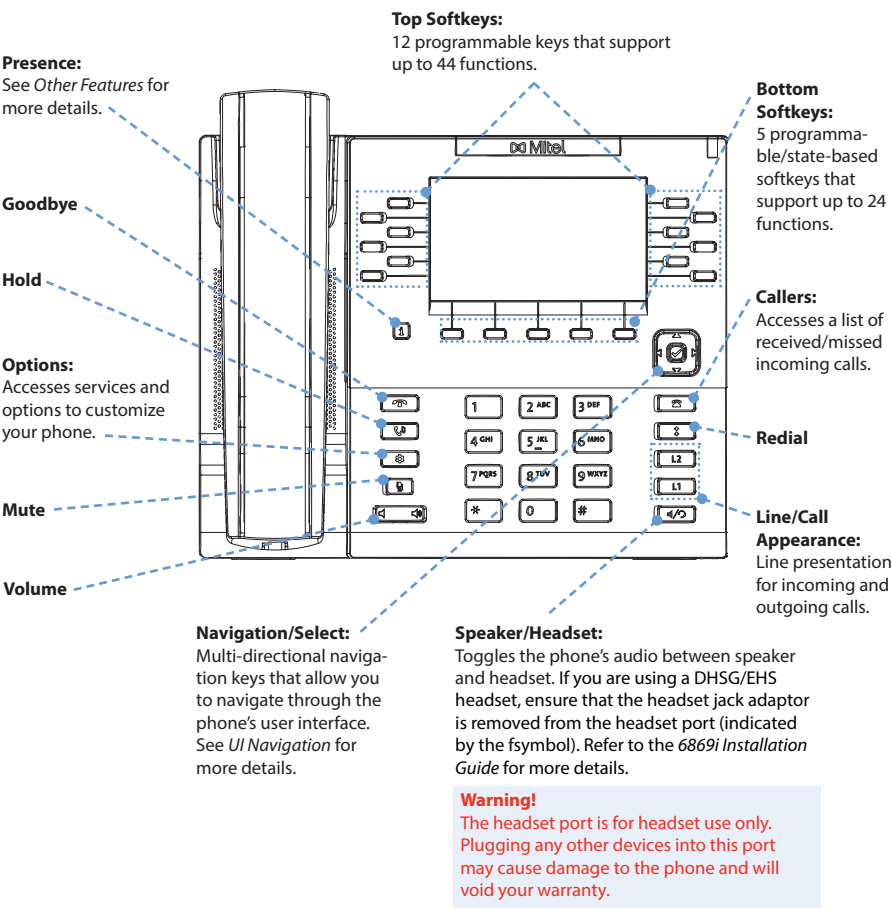 Top Softkeys:
12 programmable keys that support
up to 44 functions.
Presence:
See Other Features for
more details.
Bottom
Softkeys:
5 programma-
ble/state-based
softkeys that
support up to 24
functions.
Mitel
Goodbye
Hold
Options:
Accesses services and
options to customize
your phone.
Mute
Volume
i
1
2 ABC
3 DEF
4 GHI
5 JKL
6 MNO
7 PQRS
8 TUV
9 WXYZ
*
0
#
L2
L1
Callers:
Accesses a list of
received/missed
incoming calls.
Redial
Line/Call
Appearance:
Line presentation
for incoming and
outgoing calls.
Navigation/Select:
Multi-directional naviga-
tion keys that allow you
to navigate through the
phone's user interface.
See UI Navigation for
more details.
Speaker/Headset:
Toggles the phone's audio between speaker
and headset. If you are using a DHSG/EHS
headset, ensure that the headset jack adaptor
is removed from the headset port (indicated
by the fsymbol). Refer to the 6869i Installation
Guide for more details.
Warning!
The headset port is for headset use only.
Plugging any other devices into this port
may cause damage to the phone and will
void your warranty.